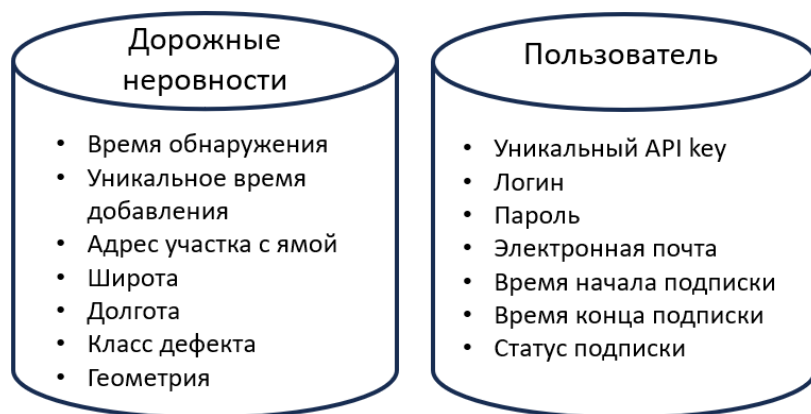 Дорожные
неровности
• Время обнаружения
• Уникальное время
добавления
• Адрес участка с ямой
• Широта
• Долгота
• Класс дефекта
• Геометрия
Пользователь
• Уникальный API key
• Логин
• Пароль
• Электронная почта
• Время начала подписки
• Время конца подписки
• Статус подписки